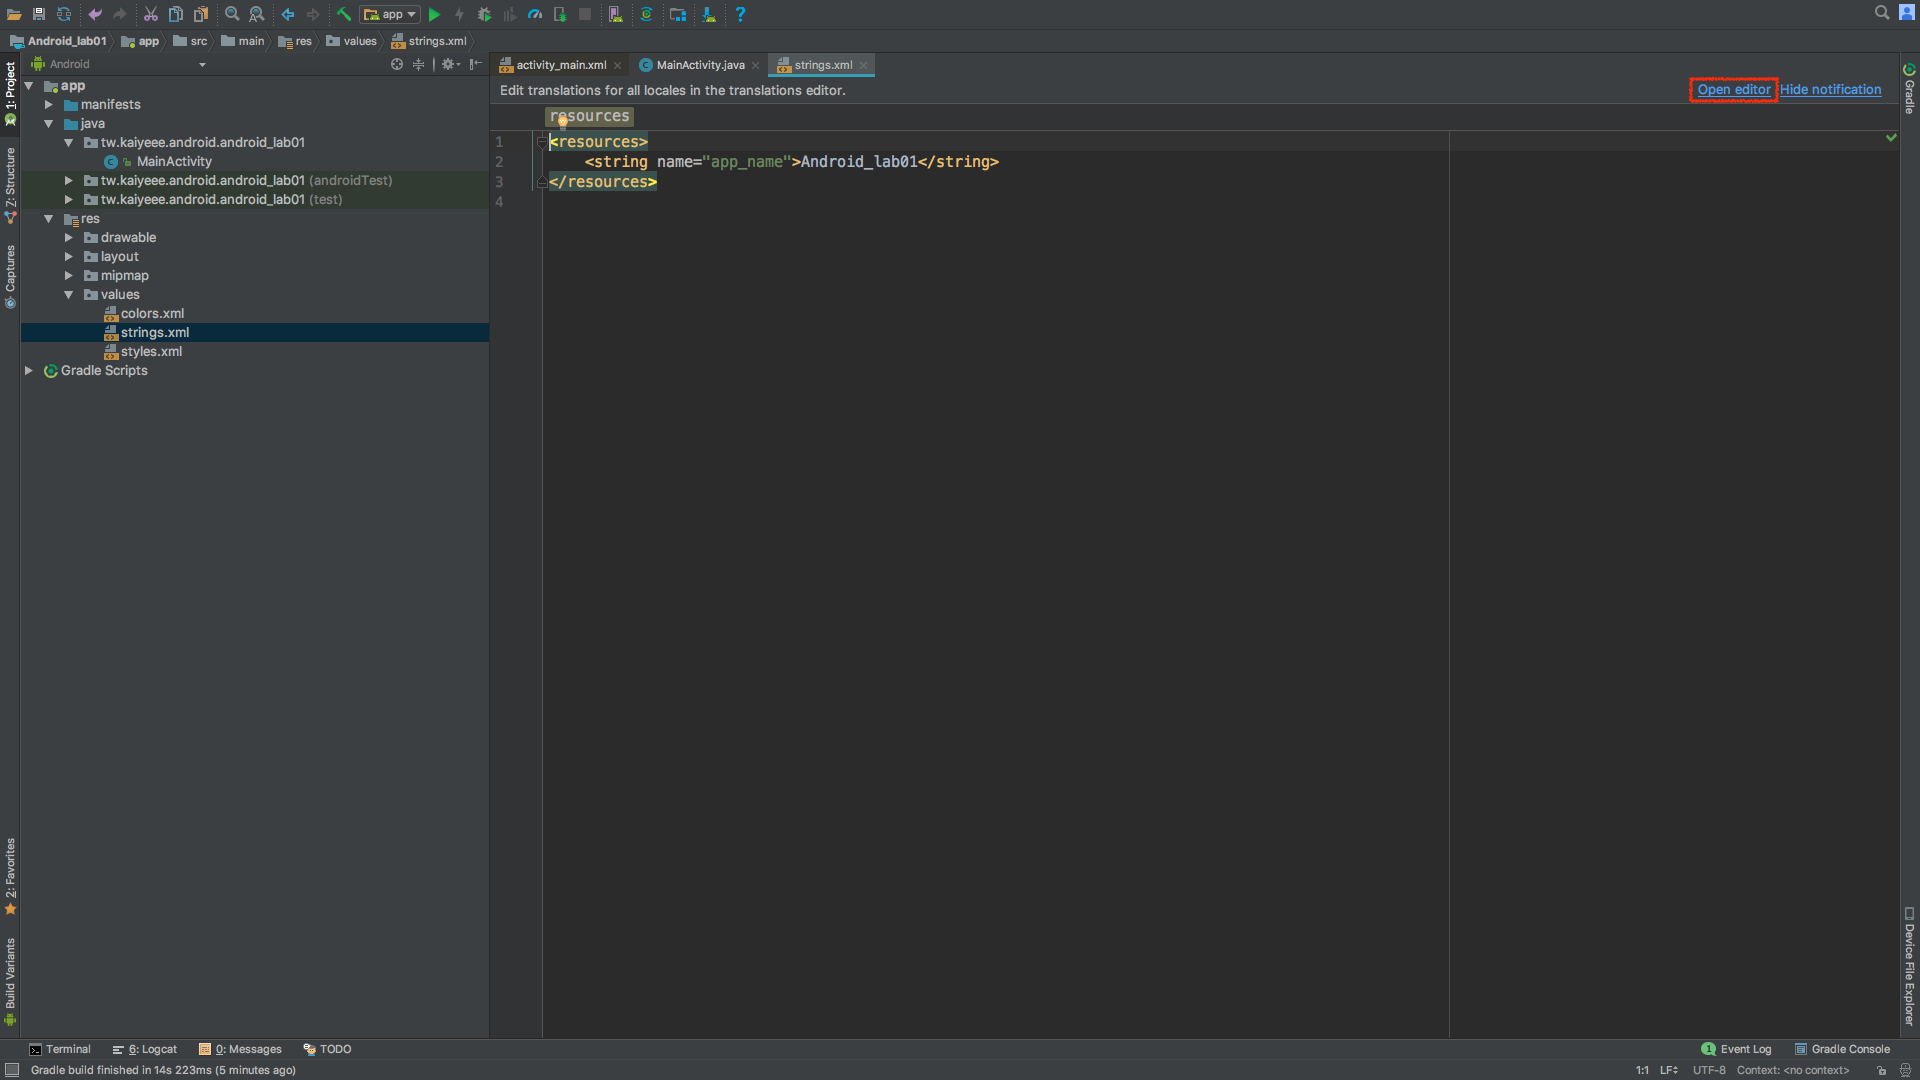 app
Android_lab01 app src main res values strings.xml
Android
activity_main.xml MainActivity.java strings.xml
Edit translations for all locales in the translations editor. Open editor Hide notification
resources
1 <resources>
2 <string name="app_name">Android_lab01</string>
3 </resources>
4
app
manifests
java
tw.kaiyeee.android.android_lab01
MainActivity
tw.kaiyeee.android.android_lab01 (androidTest)
tw.kaiyeee.android.android_lab01 (test)
res
drawable
layout
mipmap
values
colors.xml
strings.xml
styles.xml
Gradle Scripts
1: Project
Z: Structure
Captures
2: Favorites
Build Variants
Gradle
Device File Explorer
Terminal 6: Logcat 0: Messages TODO 1 Event Log Gradle Console
Gradle build finished in 14s 223ms (5 minutes ago) 1:1 LF UTF-8 Context: <no context>